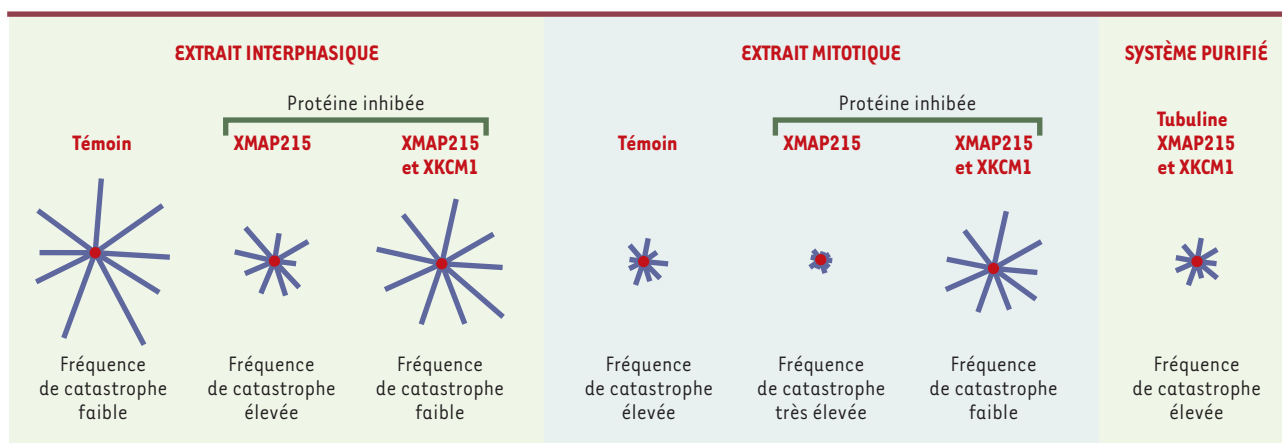 EXTRAIT INTERPHASIQUE
Protéine inhibée
Témoin
XMAP215
XMAP215
et XKCM1
Fréquence
de catastrophe
faible
Fréquence
de catastrophe
élevée
Fréquence
de catastrophe
faible
EXTRAIT MITOTIQUE
Protéine inhibée
Témoin
XMAP215
XMAP215
et XKCM1
Fréquence
de catastrophe
élevée
Fréquence
de catastrophe
très élevée
Fréquence
de catastrophe
faible
SYSTÈME PURIFIÉ
Tubuline
XMAP215
et XKCM1
Fréquence
de catastrophe
élevée